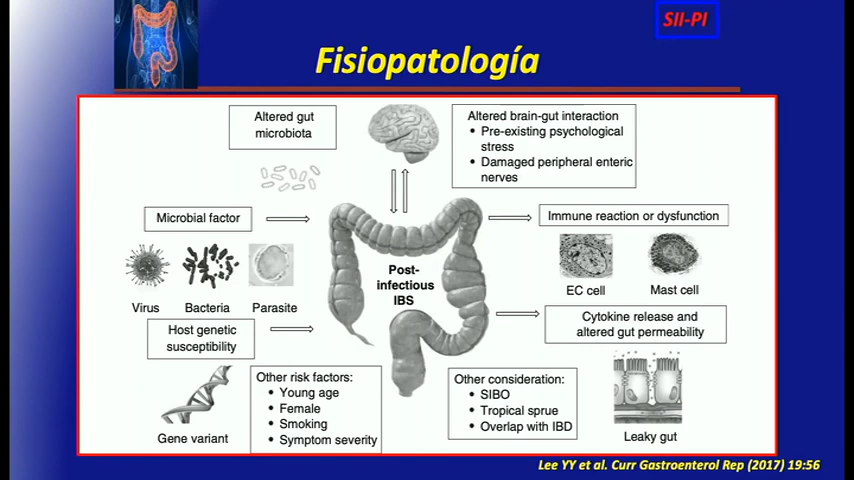 SII-PI
Fisiopatología
Altered gut
microbiota
Altered brain-gut interaction
• Pre-existing psychological
stress
• Damaged peripheral enteric
nerves
Microbial factor
Immune reaction or dysfunction
Virus
Bacteria
Parasite
Post-
infectious
IBS
EC cell
Mast cell
Host genetic
susceptibility
Cytokine release and
altered gut permeability
Gene variant
Other risk factors:
• Young age
• Female
• Smoking
• Symptom severity
Other consideration:
• SIBO
• Tropical sprue
• Overlap with IBD
Leaky gut
Lee YY et al. Curr Gastroenterol Rep (2017) 19:56